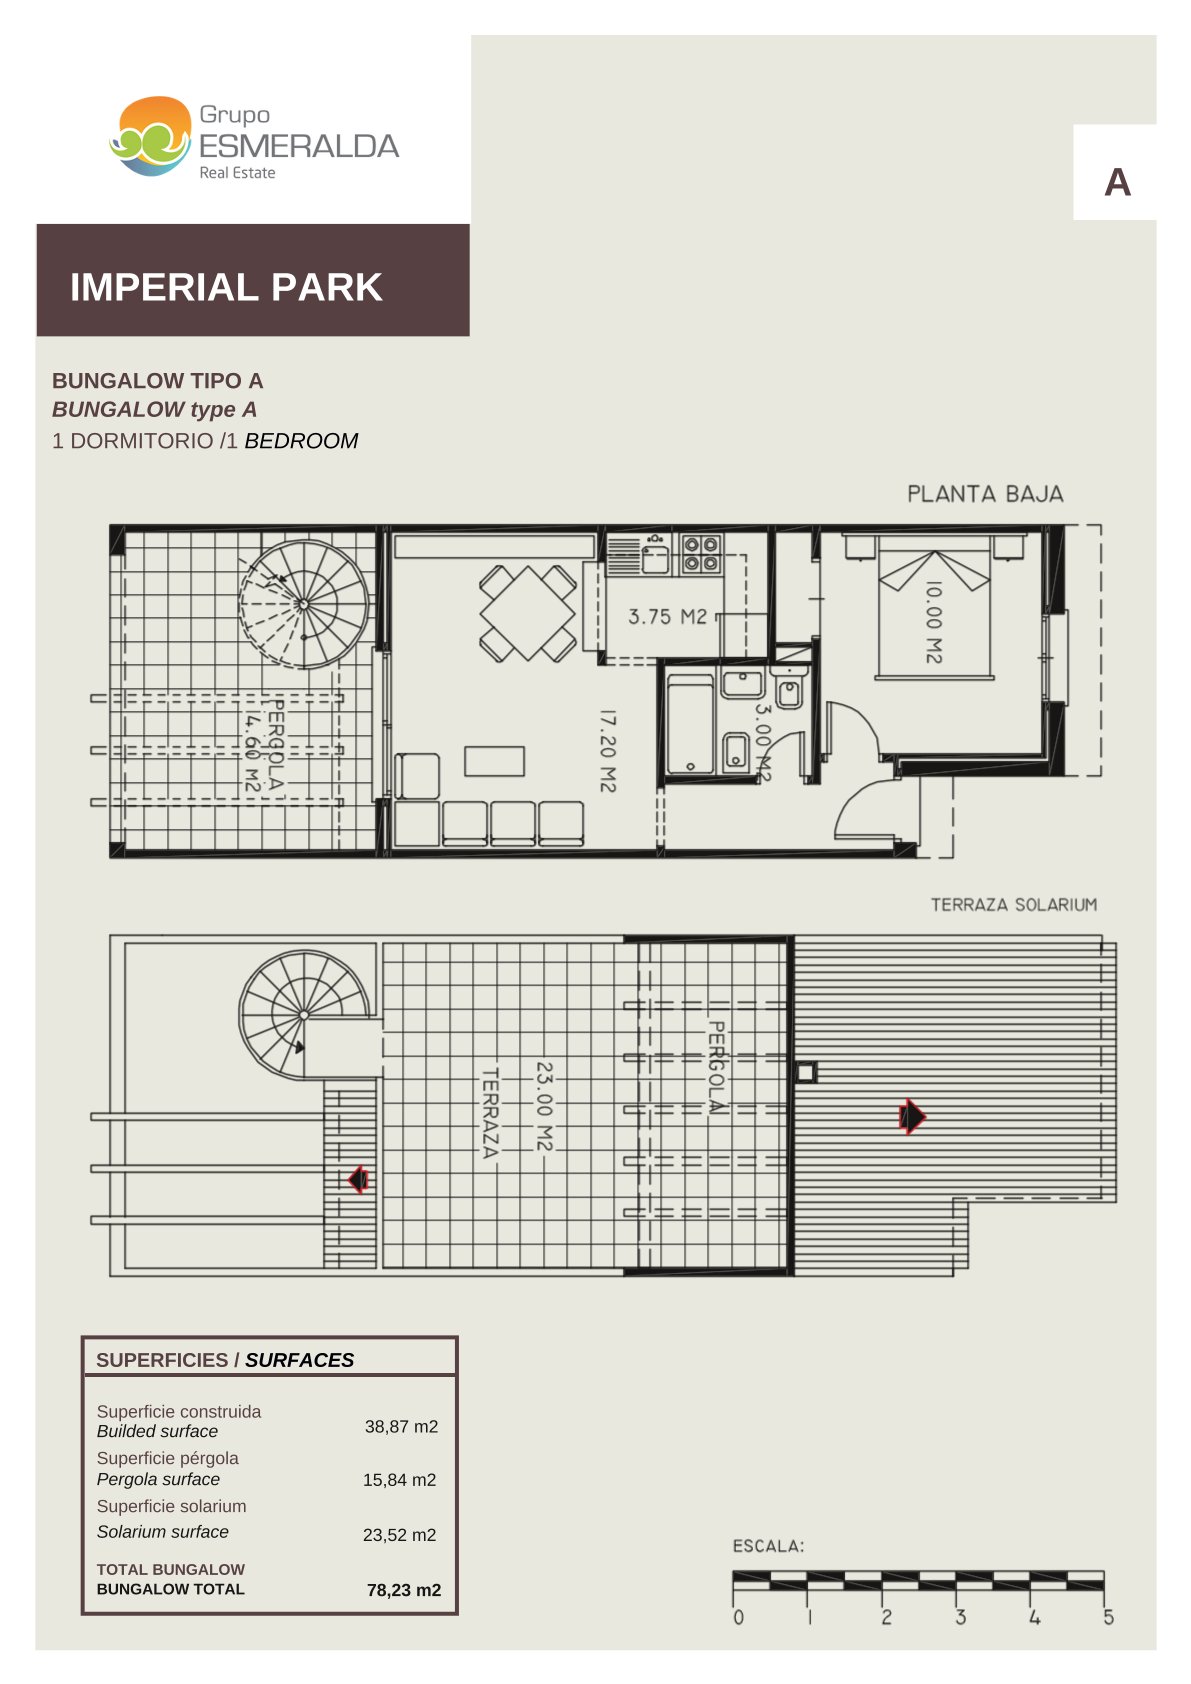 Grupo
ESMERALDA
Real Estate
A
IMPERIAL PARK
BUNGALOW TIPO A
BUNGALOW type A
1 DORMITORIO /1 BEDROOM
PLANTA BAJA
3.75 M2
10.00 M2
PERGOLA
14.60 M2
17.20 M2
3.00 M2
TERRAZA SOLARIUM
PERGOLA
23.00 M2
TERRAZA
SUPERFICIES / SURFACES
Superficie construida
Builded surface
38,87 m2
Superficie pérgola
Pergola surface
15,84 m2
Superficie solarium
Solarium surface
23,52 m2
TOTAL BUNGALOW
BUNGALOW TOTAL
78,23 m2
ESCALA:
0 1 2 3 4 5